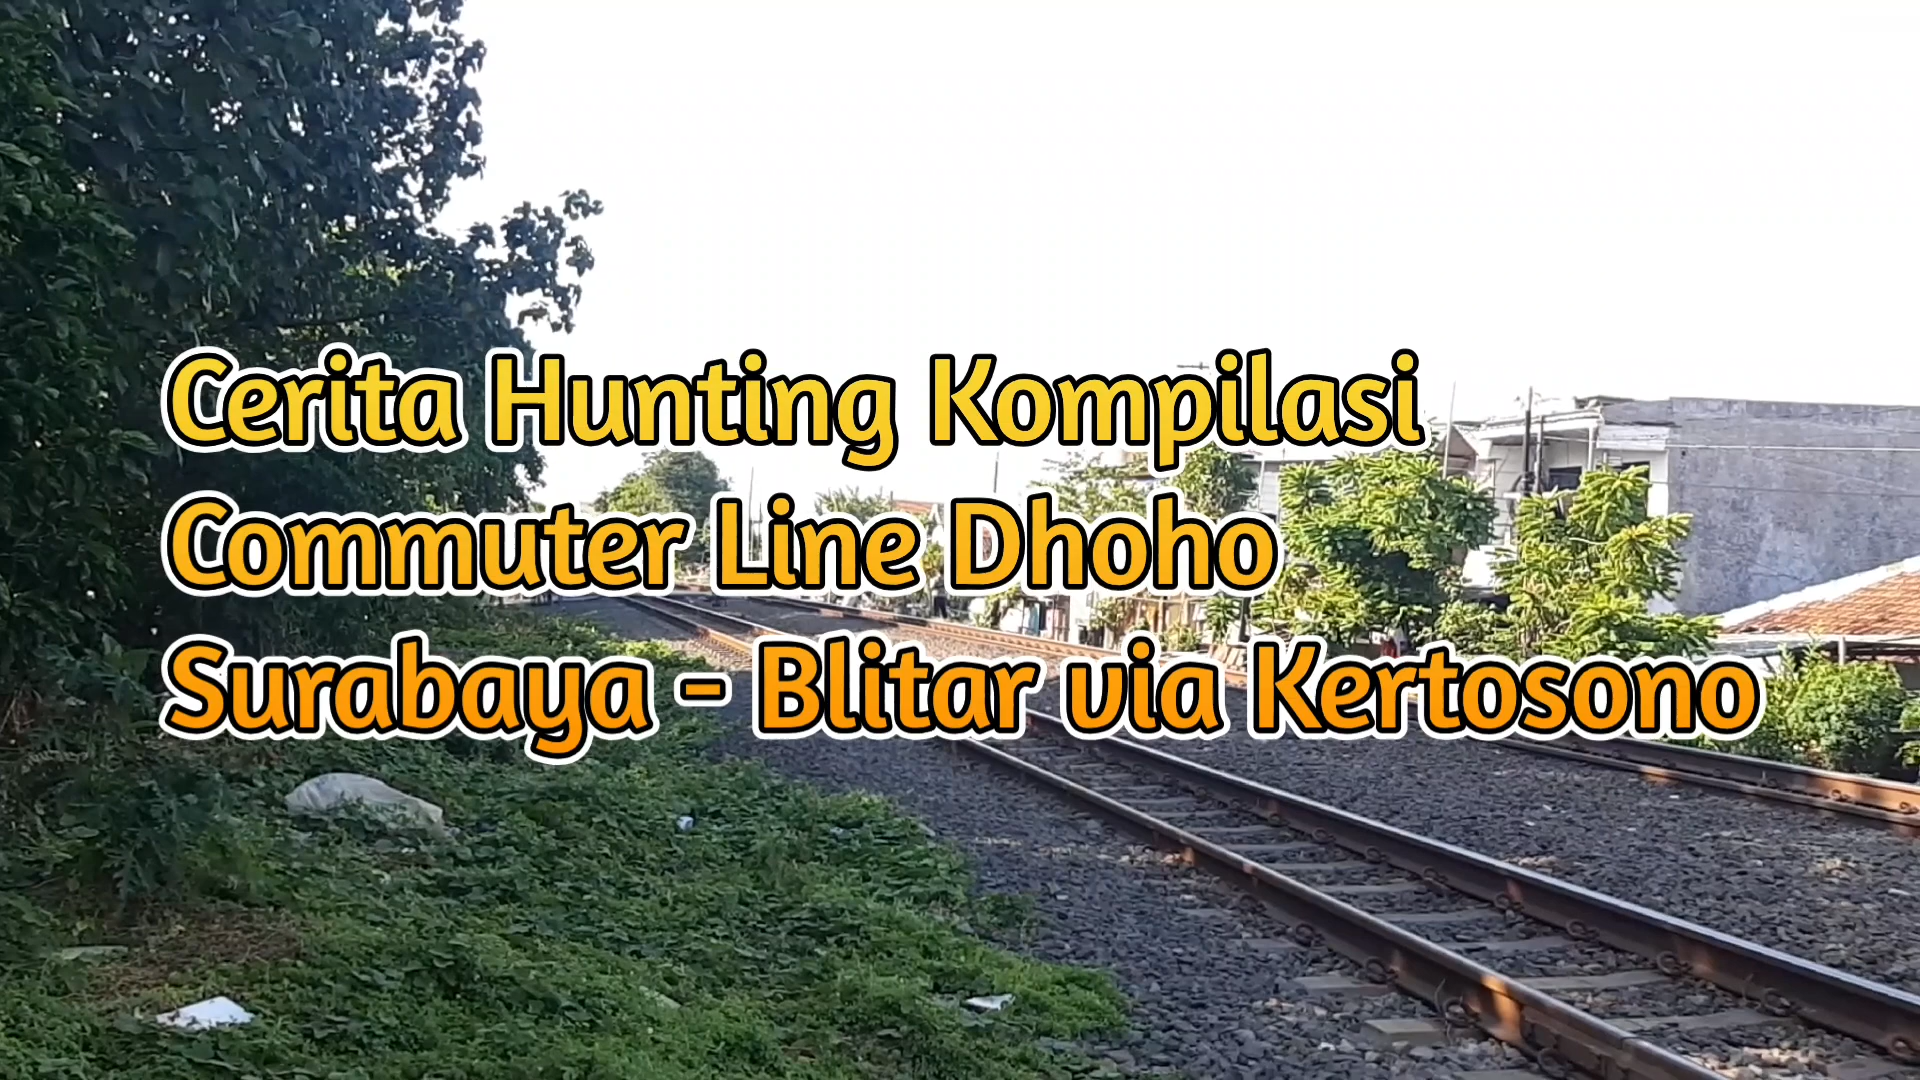 Cerita Hunting Kompilasi
Commuter Line Dhoho
Surabaya - Blitar via Kertosono